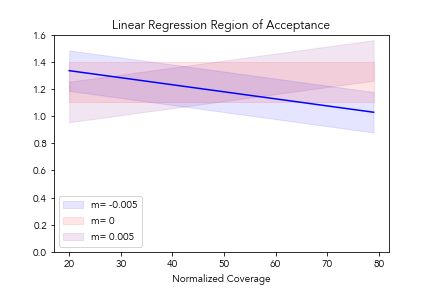 Linear Regression Region of Acceptance
1.6
1.4
1.2
1.0
0.8
0.6
0.4
0.2
0.0
m= -0.005
m= 0
m= 0.005
20 30 40 50 60 70 80
Normalized Coverage